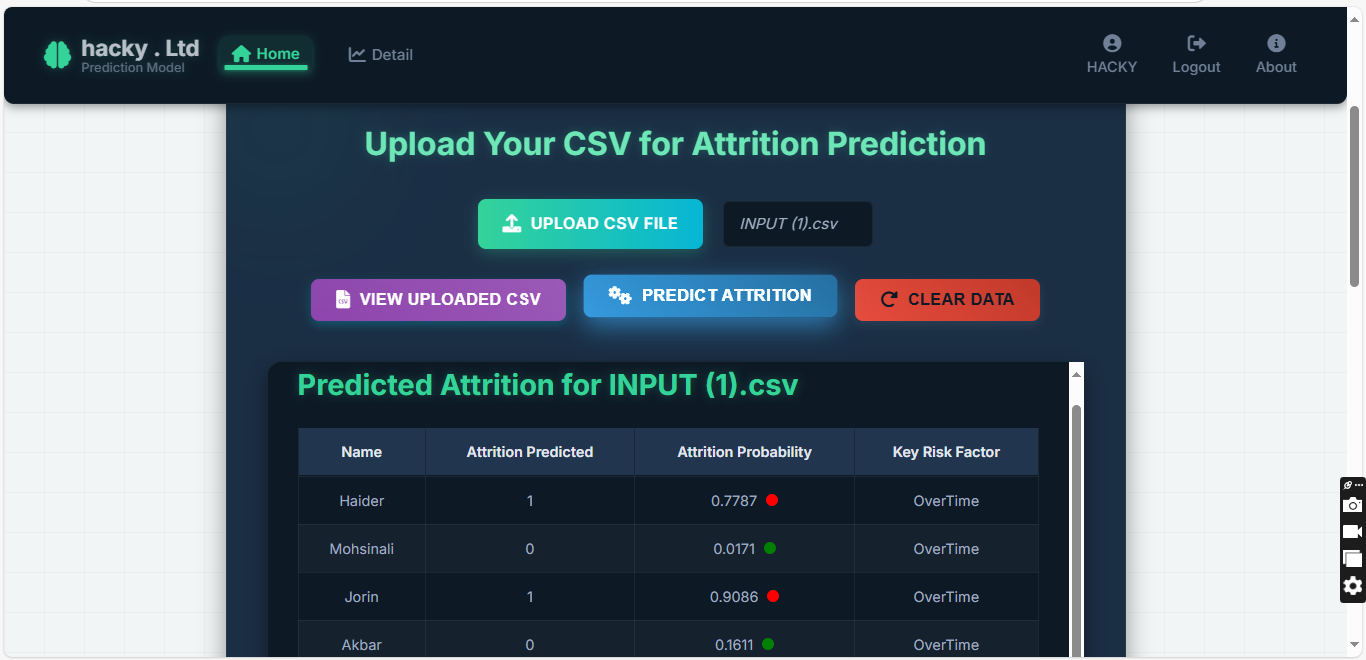 hacky . Ltd
Prediction Model
Home
Detail
HACKY
Logout
About
Upload Your CSV for Attrition Prediction
UPLOAD CSV FILE
INPUT (1).csv
CSV VIEW UPLOADED CSV
PREDICT ATTRITION
CLEAR DATA
Predicted Attrition for INPUT (1).csv
Name Attrition Predicted Attrition Probability Key Risk Factor
Haider 1 0.7787 OverTime
Mohsinali 0 0.0171 OverTime
Jorin 1 0.9086 OverTime
Akbar 0 0.1611 OverTime